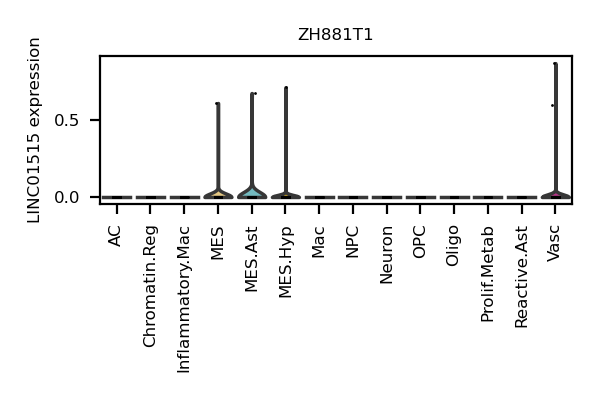 ZH881T1
LINC01515 expression
0.5
0.0
AC
Chromatin.Reg
Inflammatory.Mac
MES
MES.Ast
MES.Hyp
Mac
NPC
Neuron
OPC
Oligo
Prolif.Metab
Reactive.Ast
Vasc